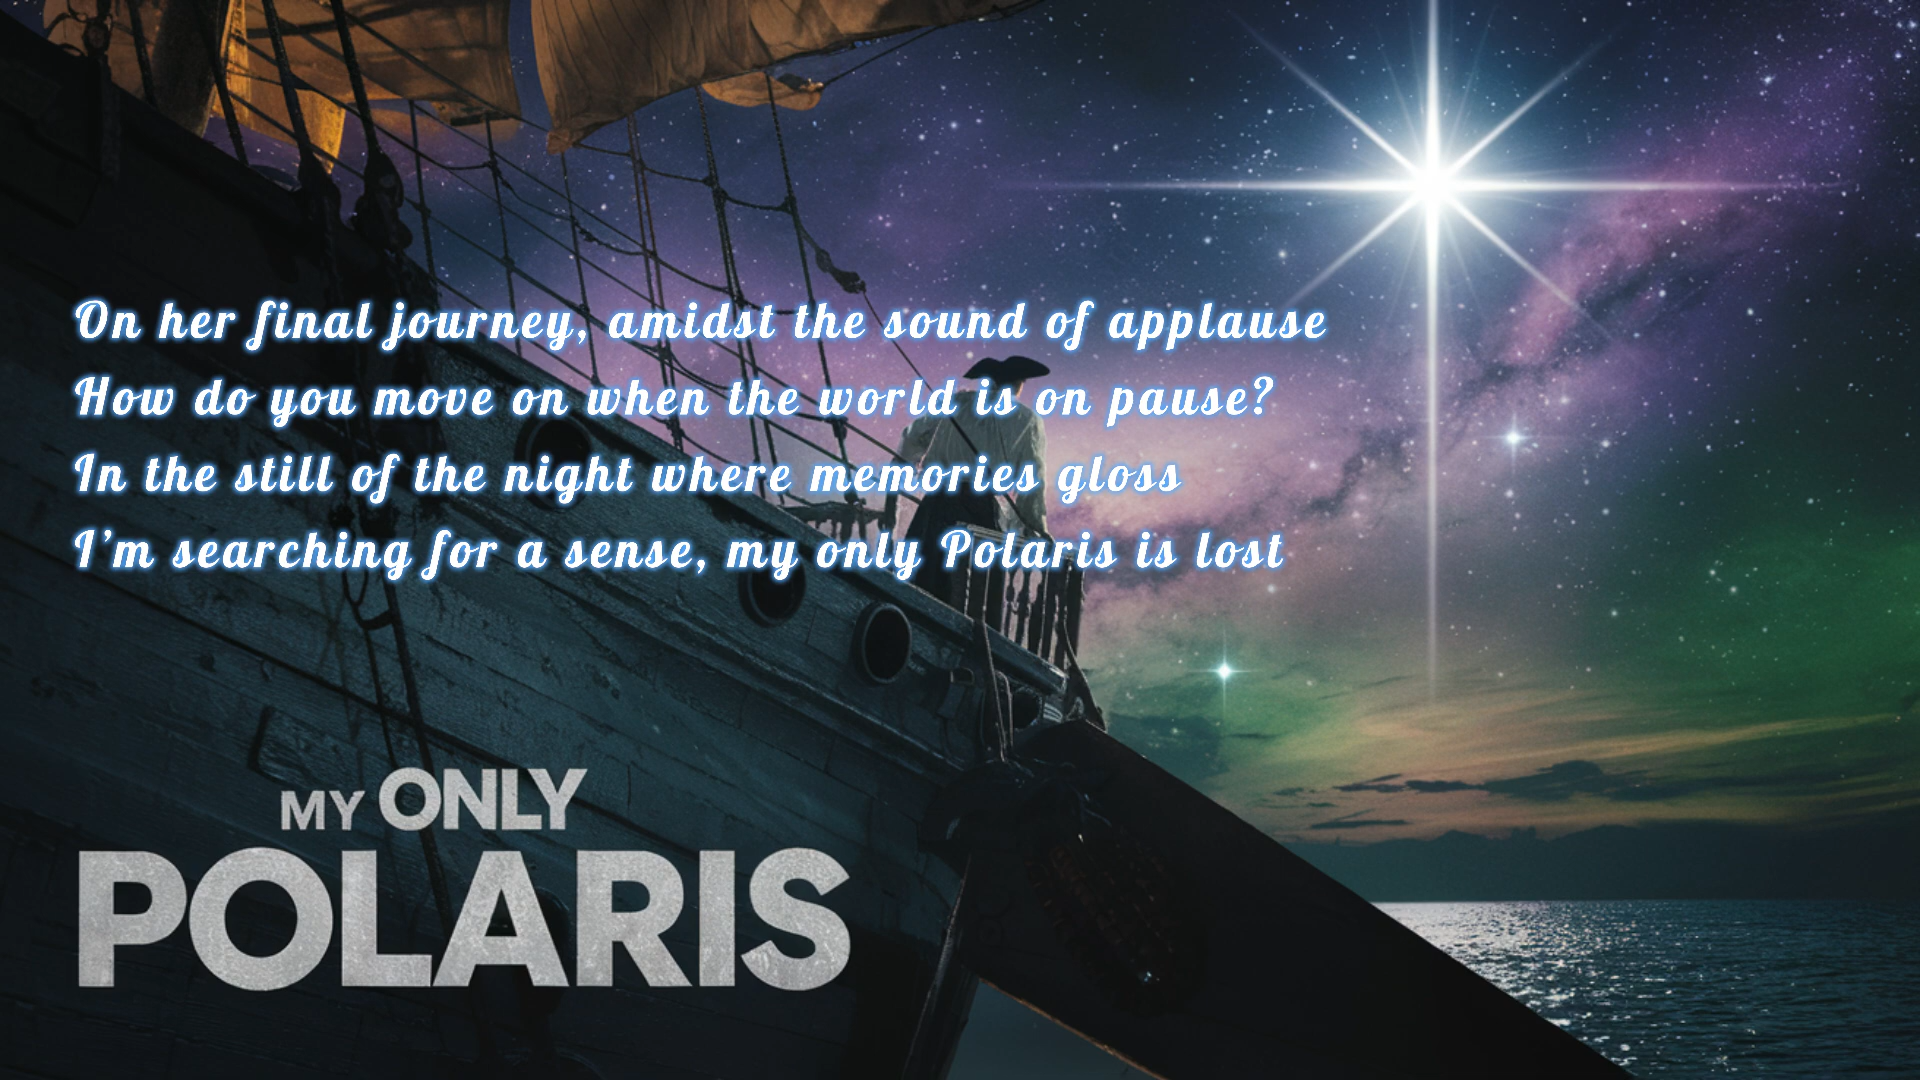 On her final journey, amidst the sound of applause
How do you move on when the world is on pause?
In the still of the night where memories gloss
I'm searching for a sense, my only Polaris is lost
MY ONLY
POLARIS